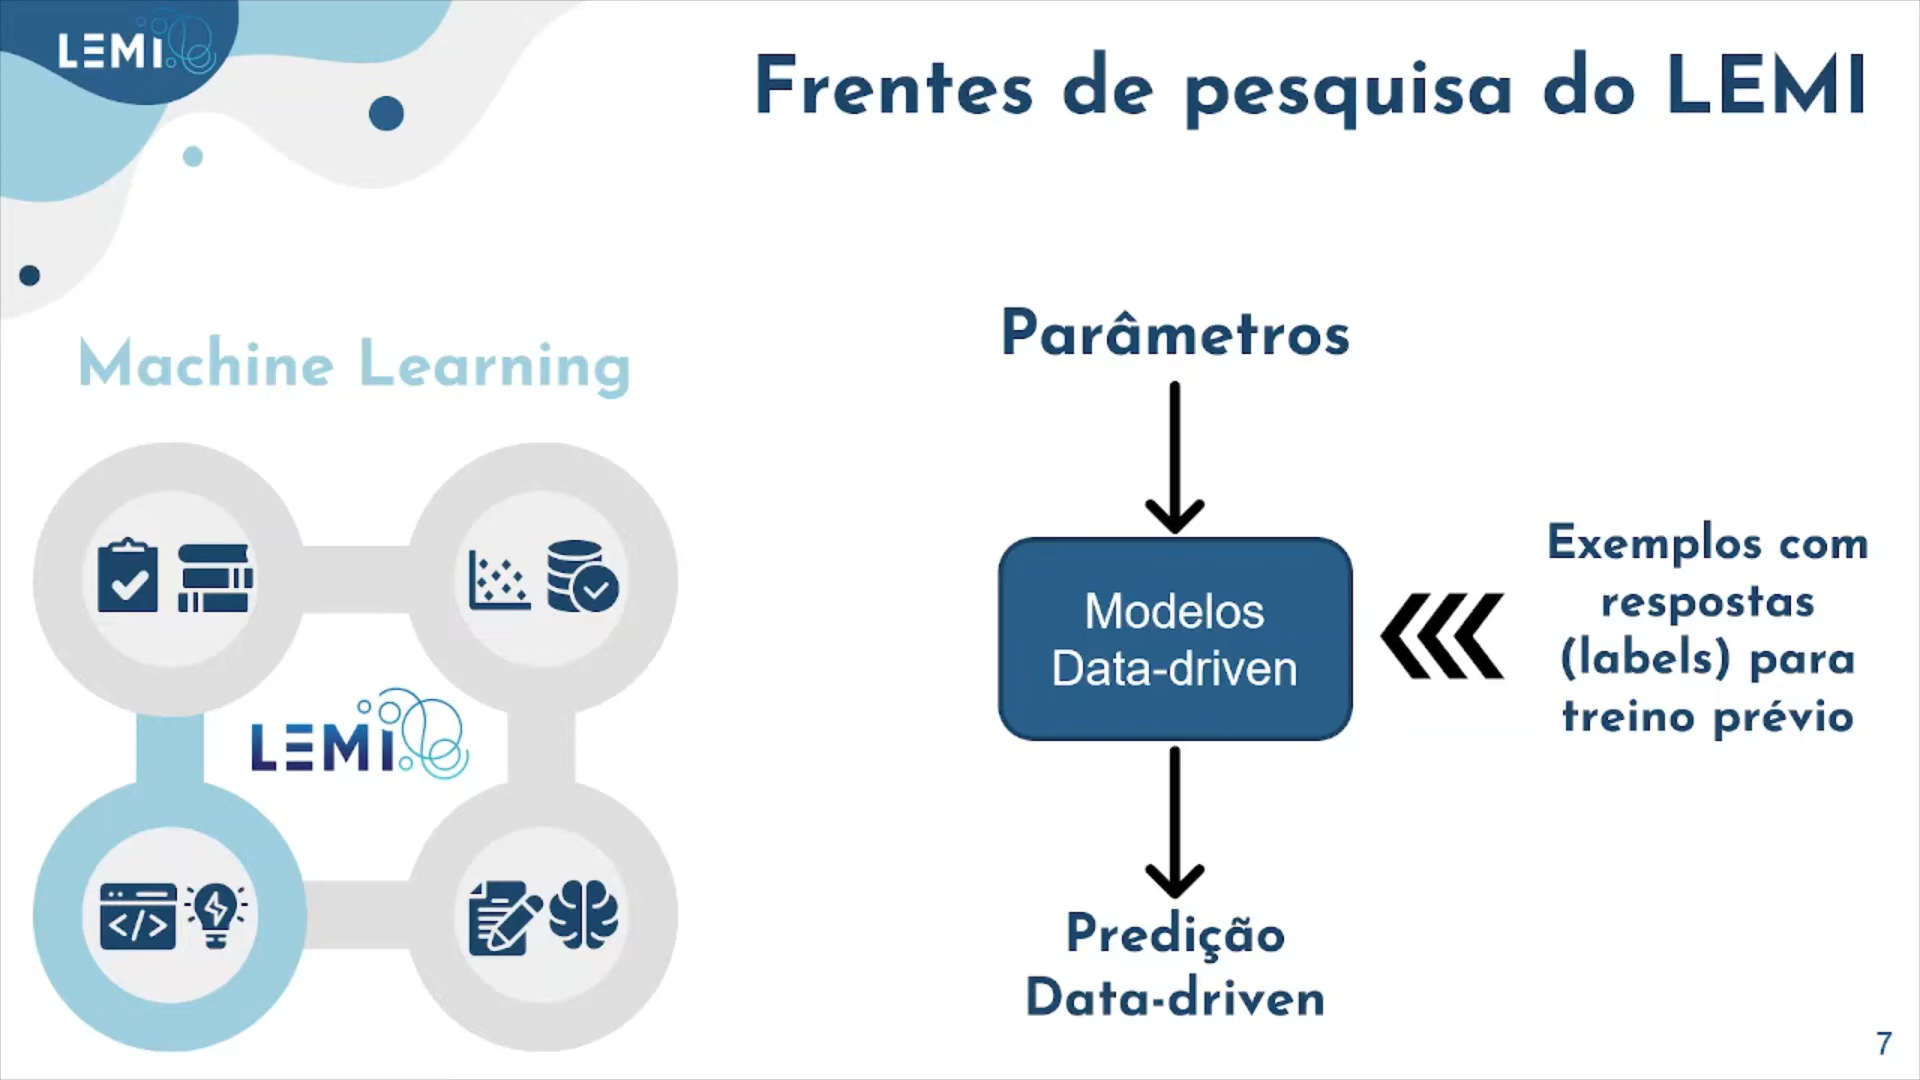 LEMI
Frentes de pesquisa do LEMI
Machine Learning
LEMI
Parâmetros
Modelos
Data-driven
Exemplos com
respostas
(labels) para
treino prévio
Predição
Data-driven
7